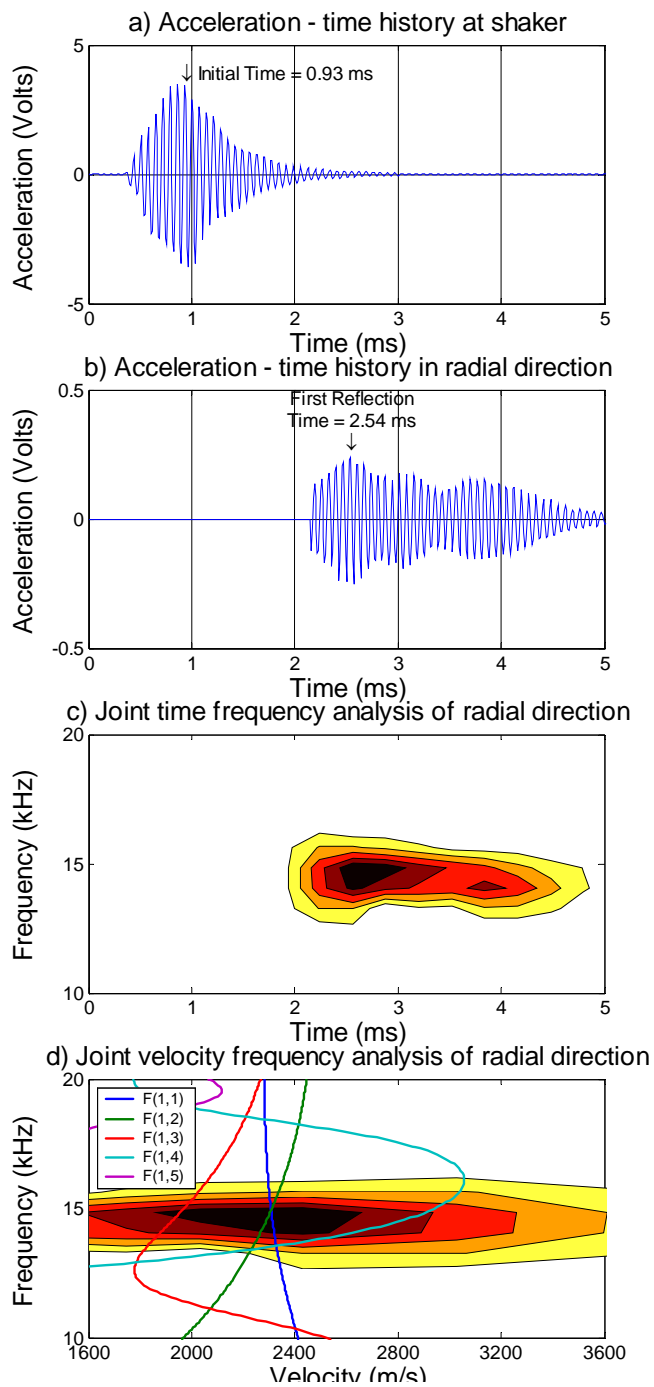 a) Acceleration - time history at shaker
5
0
-5
Acceleration (Volts)
↓ Initial Time = 0.93 ms
0 1 2 3 4 5
Time (ms)
b) Acceleration - time history in radial direction
0.5
0
-0.5
Acceleration (Volts)
First Reflection
Time = 2.54 ms
↓
0 1 2 3 4 5
Time (ms)
c) Joint time frequency analysis of radial direction
20
15
10
Frequency (kHz)
0 1 2 3 4 5
Time (ms)
d) Joint velocity frequency analysis of radial direction
20
15
10
Frequency (kHz)
F(1,1)
F(1,2)
F(1,3)
F(1,4)
F(1,5)
1600 2000 2400 2800 3200 3600
Velocity (m/s)